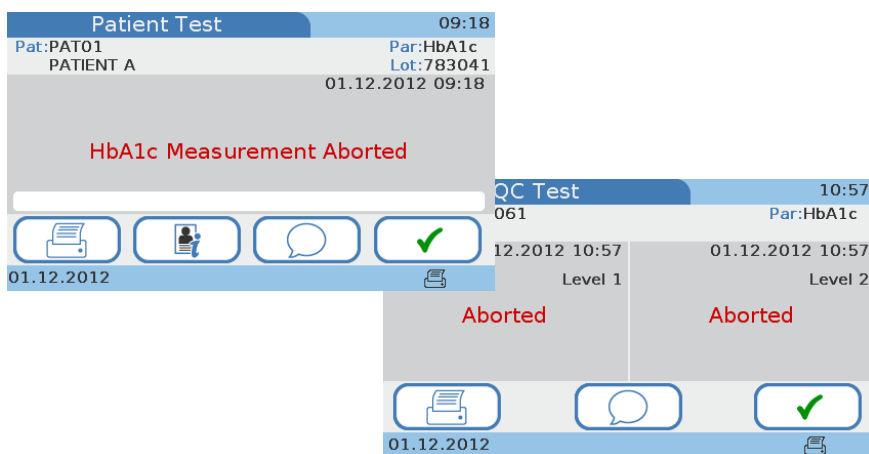 Patient Test 09:18
Pat:PAT01 Par:HbA1c
PATIENT A Lot:783041
01.12.2012 09:18
HbA1c Measurement Aborted
01.12.2012
QC Test 10:57
061 Par:HbA1c
12.2012 10:57 01.12.2012 10:57
Level 1 Level 2
Aborted Aborted
01.12.2012